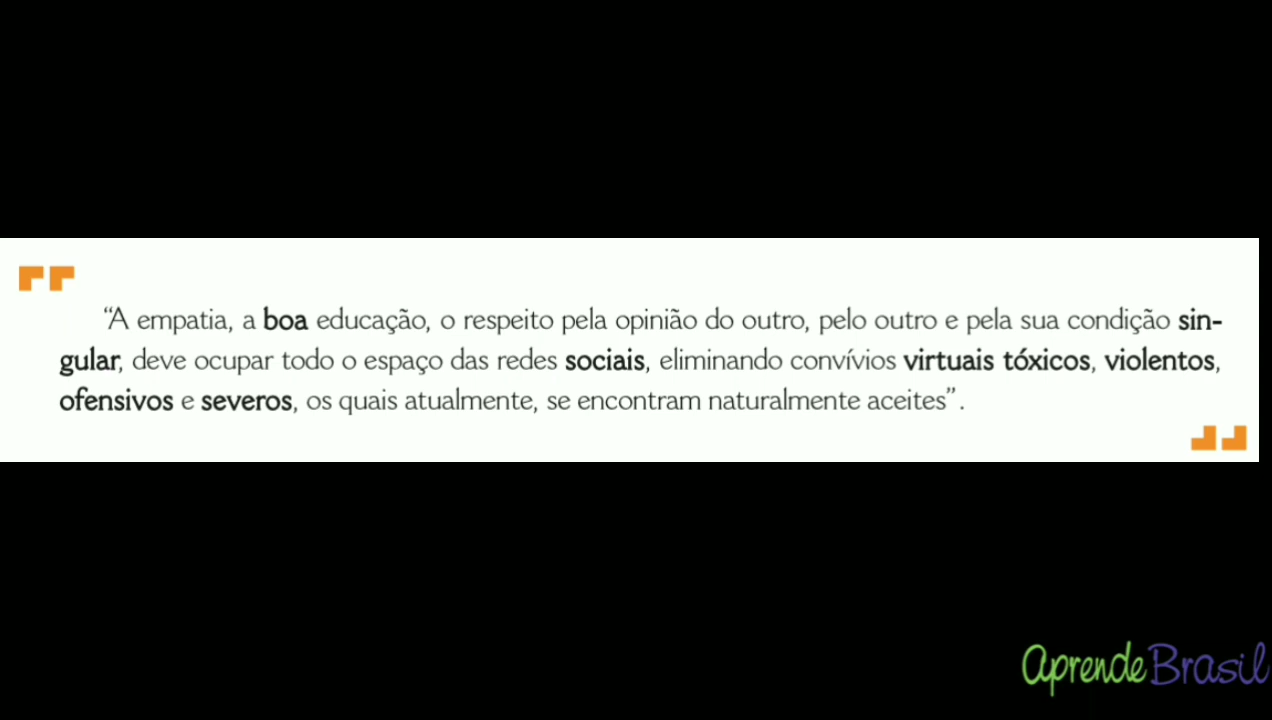 “A empatia, a boa educação, o respeito pela opinião do outro, pelo outro e pela sua condição sin-
gular, deve ocupar todo o espaço das redes sociais, eliminando convívios virtuais tóxicos, violentos,
ofensivos e severos, os quais atualmente, se encontram naturalmente aceites”.
aprendeBrasil